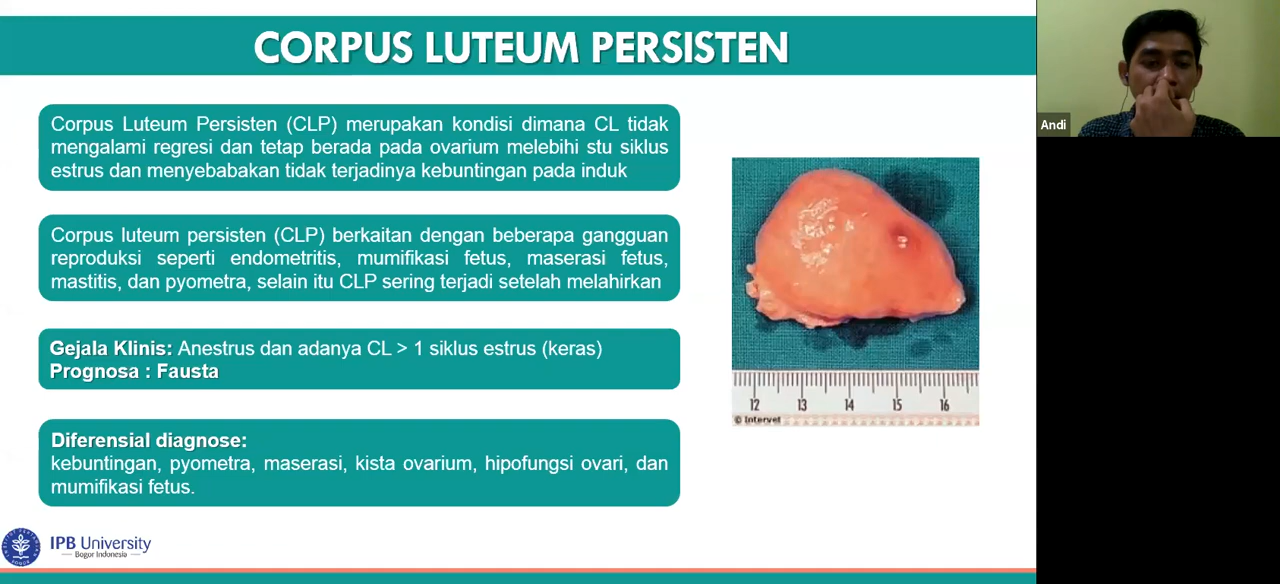 CORPUS LUTEUM PERSISTEN
Corpus Luteum Persisten (CLP) merupakan kondisi dimana CL tidak
mengalami regresi dan tetap berada pada ovarium melebihi stu siklus
estrus dan menyebabakan tidak terjadinya kebuntingan pada induk
Corpus luteum persisten (CLP) berkaitan dengan beberapa gangguan
reproduksi seperti endometritis, mumifikasi fetus, maserasi fetus,
mastitis, dan pyometra, selain itu CLP sering terjadi setelah melahirkan
Gejala Klinis: Anestrus dan adanya CL > 1 siklus estrus (keras)
Prognosa : Fausta
Diferensial diagnose:
kebuntingan, pyometra, maserasi, kista ovarium, hipofungsi ovari, dan
mumifikasi fetus.
12 13 14 15 16
© Intervet
IPB University
Bogor Indonesia
Andi